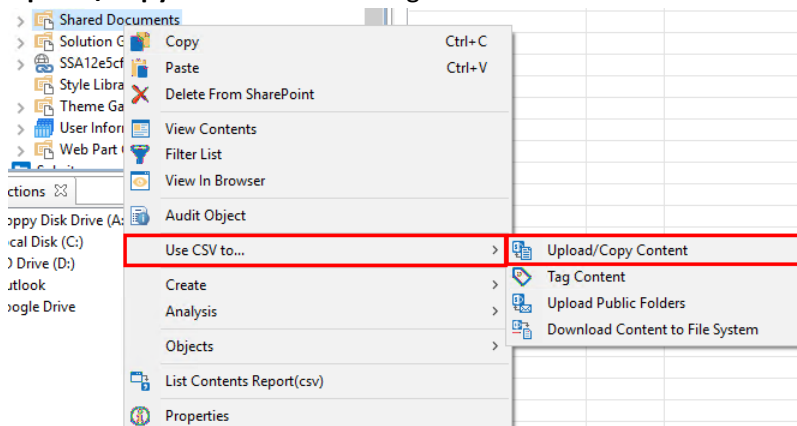 Shared Documents
Solution G
SSA12e5cf
Style Libra
Theme Ga
User Inforr
Web Part
ctions
oppy Disk Drive (A:
ocal Disk (C:)
D Drive (D:)
utlook
oogle Drive
Copy Ctrl+C
Paste Ctrl+V
Delete From SharePoint
View Contents
Filter List
View In Browser
Audit Object
Use CSV to...
Create
Analysis
Objects
List Contents Report(csv)
Properties
Upload/Copy Content
Tag Content
Upload Public Folders
Download Content to File System